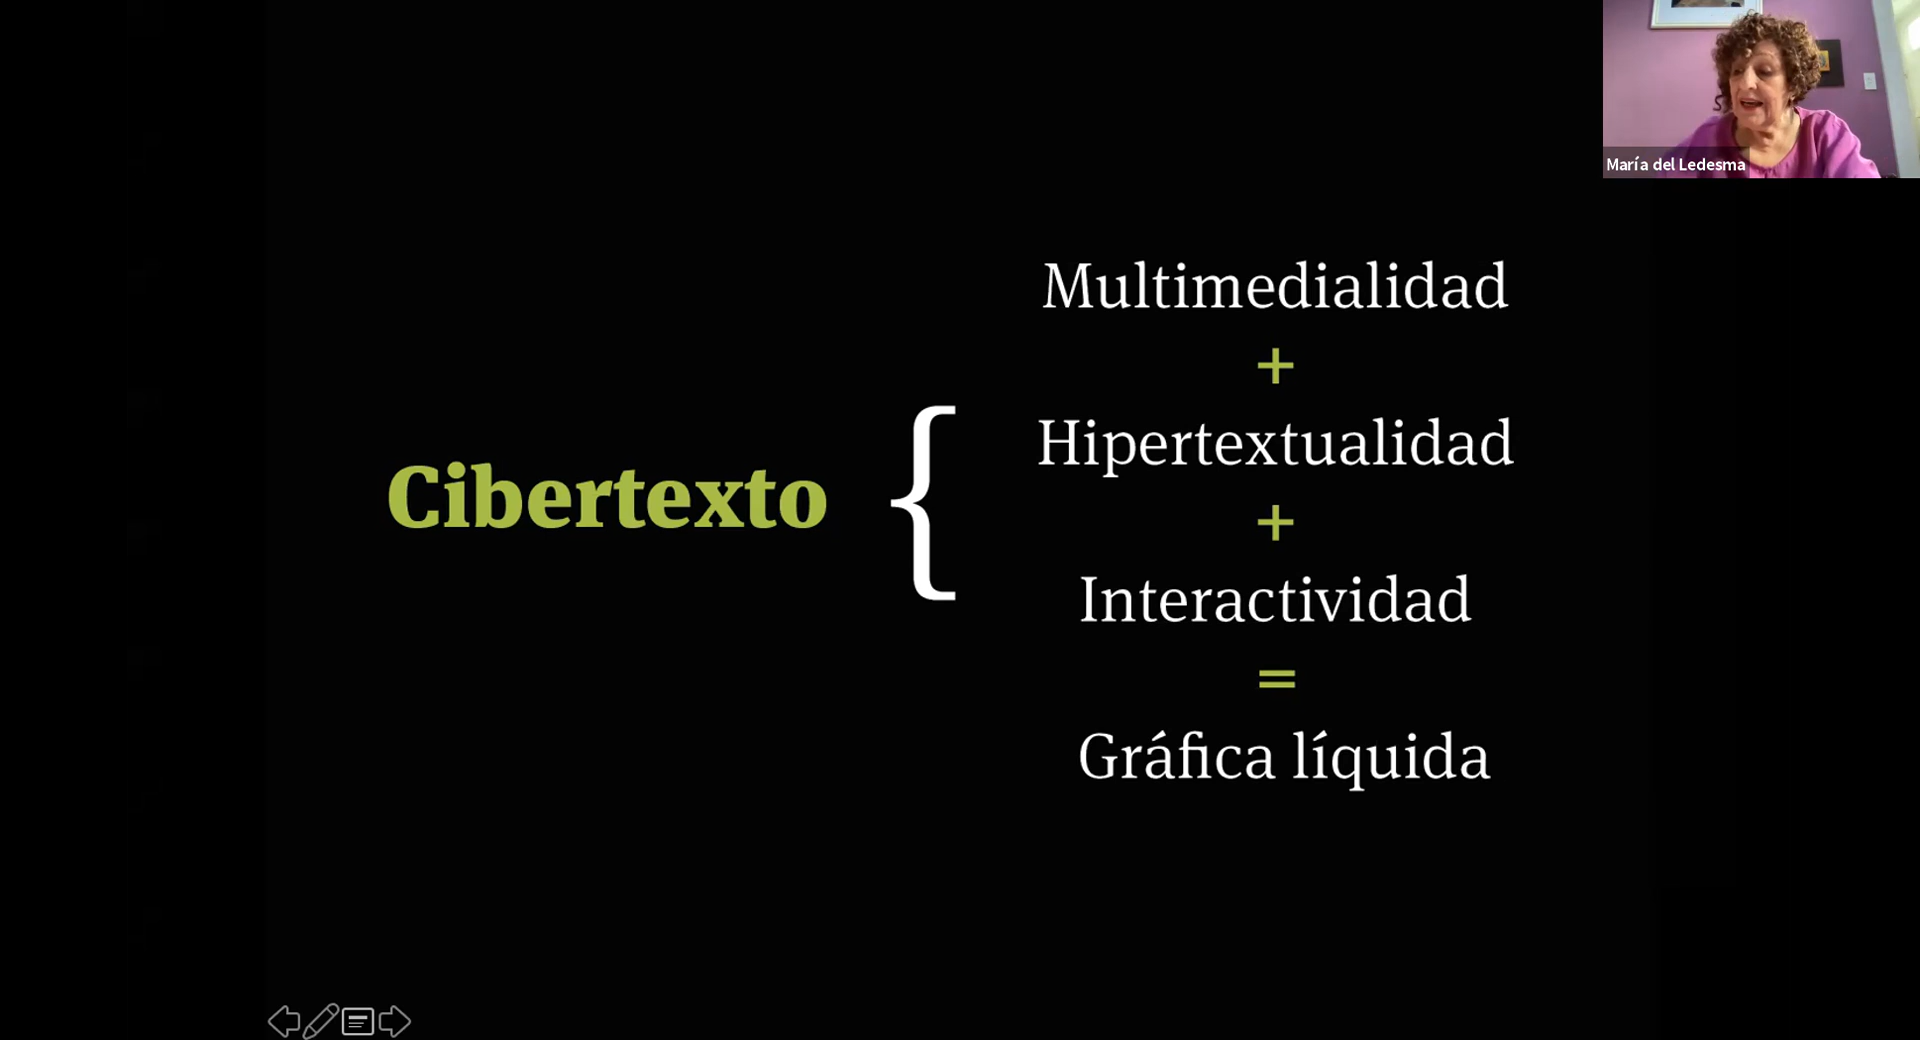 María del Ledesma
Multimedialidad
+
Hipertextualidad
+
Cibertexto {
Interactividad
=
Gráfica líquida